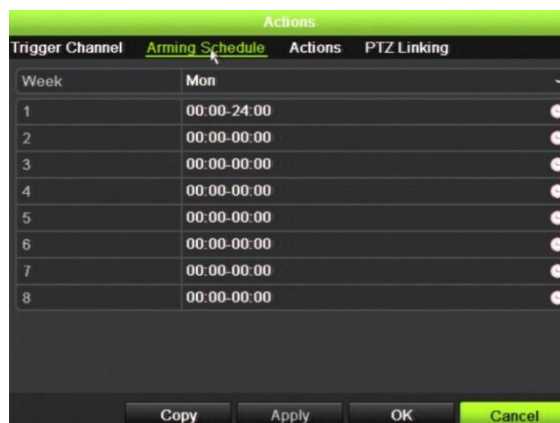 Actions
Trigger Channel Arming Schedule Actions PTZ Linking
Week Mon
1 00:00-24:00
2 00:00-00:00
3 00:00-00:00
4 00:00-00:00
5 00:00-00:00
6 00:00-00:00
7 00:00-00:00
8 00:00-00:00
Copy Apply OK Cancel